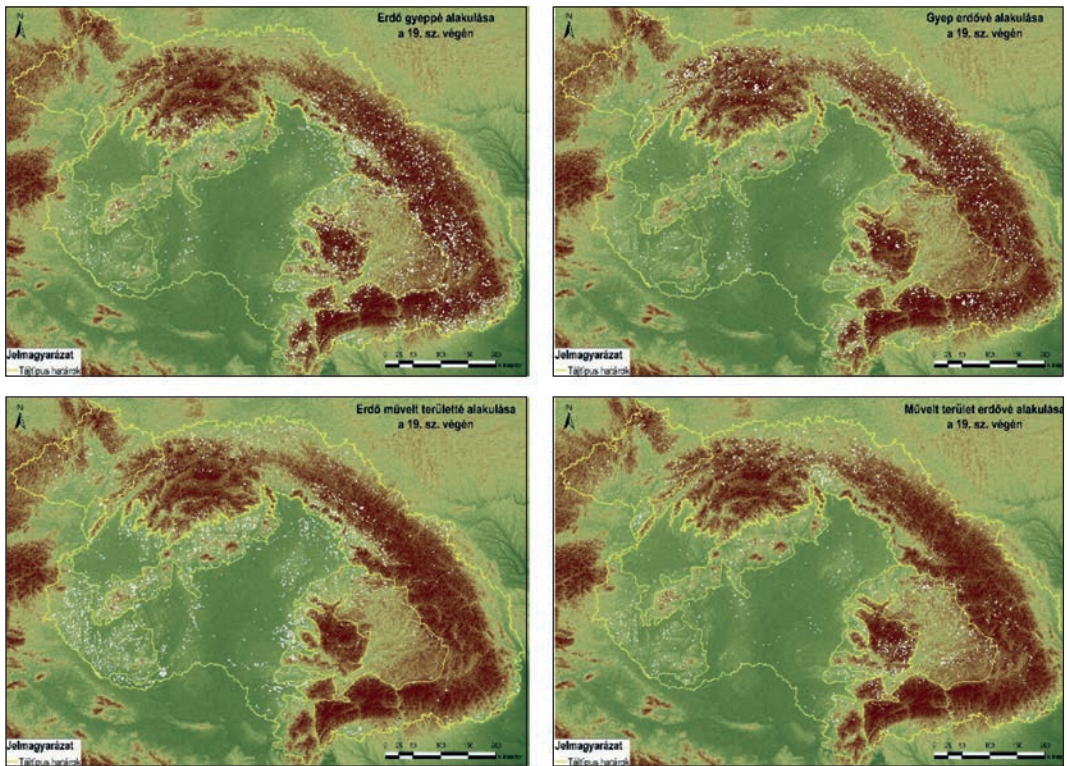 N
Erdő gyeppé alakulása
a 19. sz. végén
Jelmagyarázat
Tájtípus határok
N
Gyep erdővé alakulása
a 19. sz. végén
Jelmagyarázat
Tájtípus határok
N
Erdő művelt területté alakulása
a 19. sz. végén
Jelmagyarázat
Tájtípus határok
N
Művelt terület erdővé alakulása
a 19. sz. végén
Jelmagyarázat
Tájtípus határok